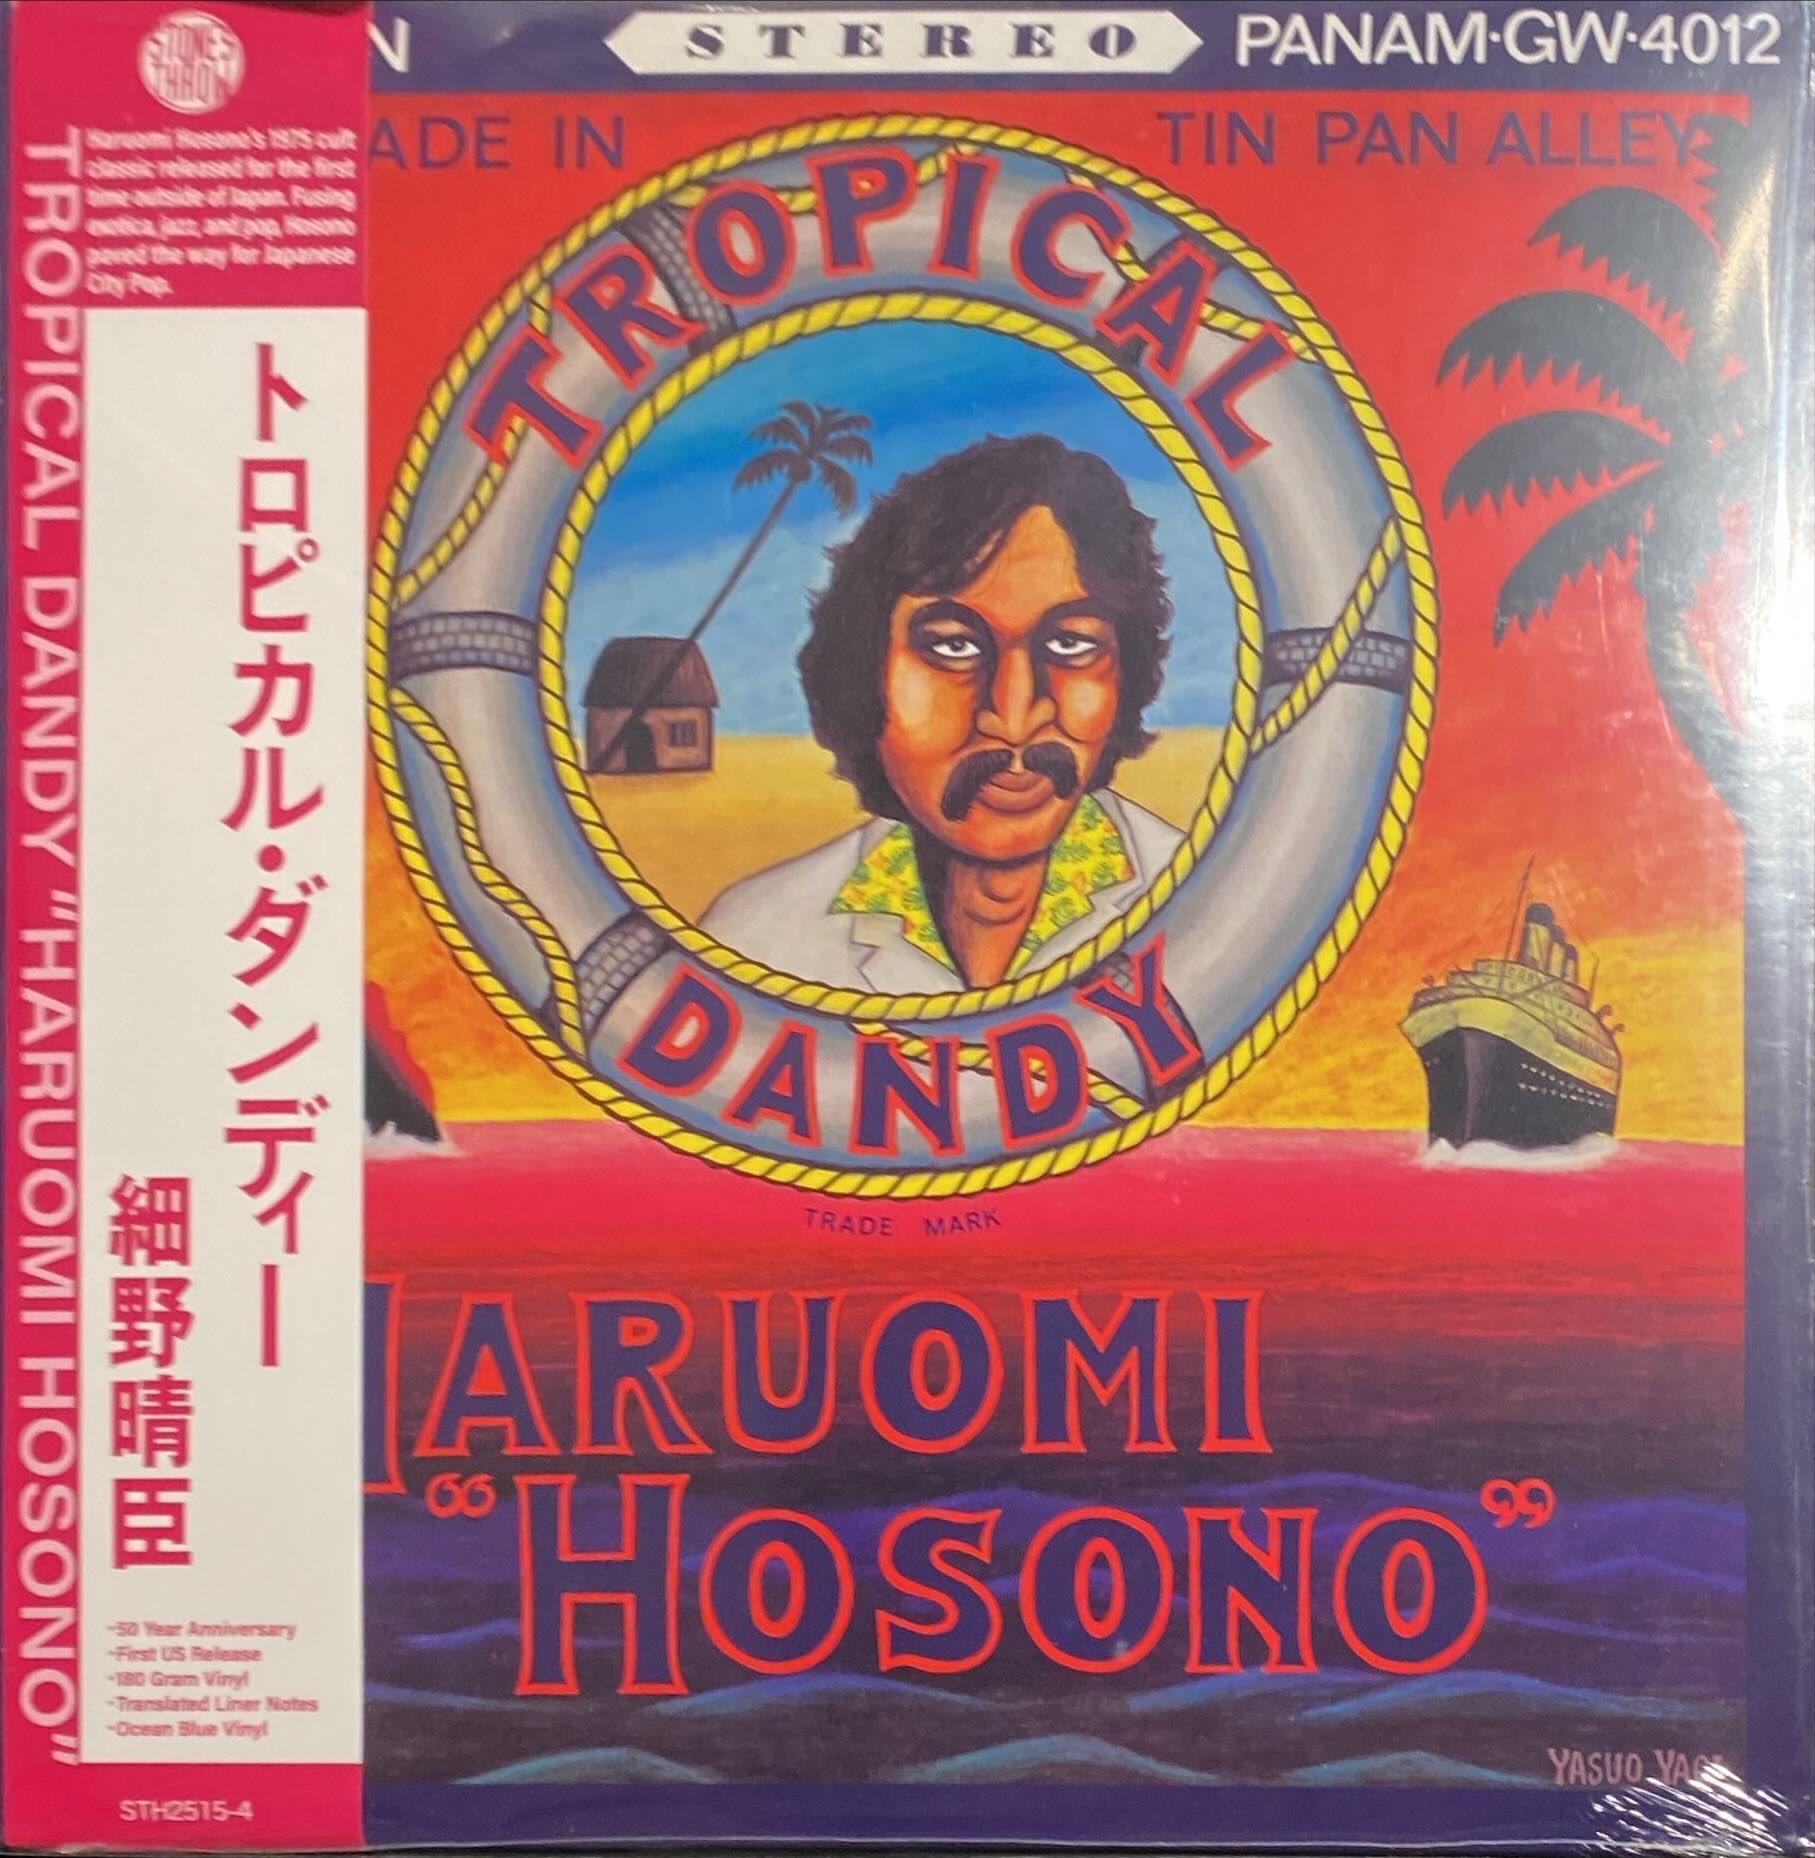 STONES
THROW
Haruomi Hosono's 1975 cult
classic released for the first
time outside of Japan. Fusing
exotica, jazz, and pop, Hosono
paved the way for Japanese
City Pop.
TROPICAL DANDY "HARUOMI HOSONO"
トロピカル・ダンディー
細野晴臣
-50 Year Anniversary
-First US Release
-180 Gram Vinyl
-Translated Liner Notes
-Ocean Blue Vinyl
STH2515-4
N STEREO PANAM·GW·4012
ADE IN TIN PAN ALLEY
TROPICAL
DANDY
TRADE MARK
HARUOMI
“HOSONO”
YASUO